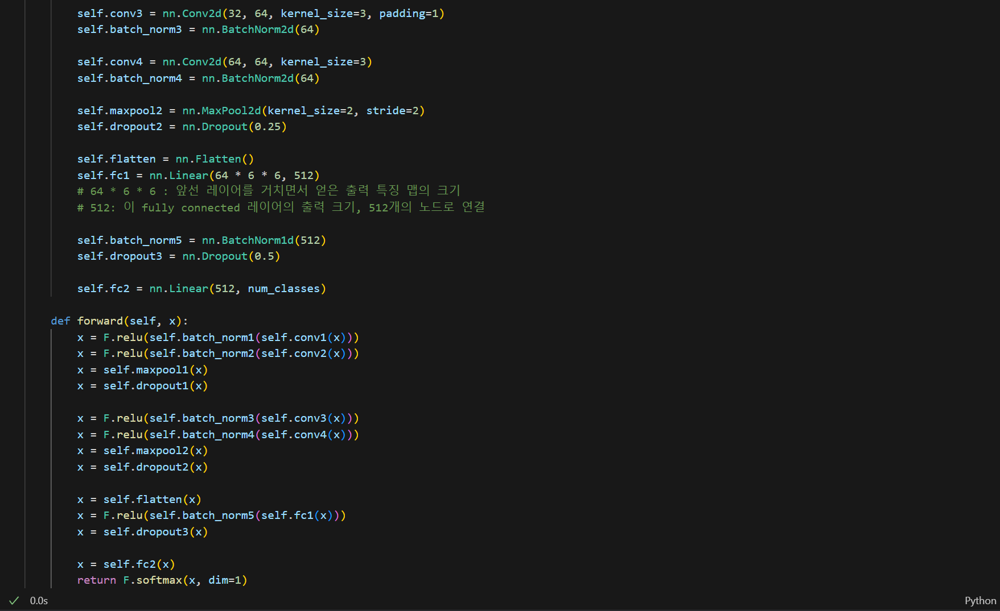 self.conv3 = nn.Conv2d(32, 64, kernel_size=3, padding=1)
self.batch_norm3 = nn.BatchNorm2d(64)
self.conv4 = nn.Conv2d(64, 64, kernel_size=3)
self.batch_norm4 = nn.BatchNorm2d(64)
self.maxpool2 = nn.MaxPool2d(kernel_size=2, stride=2)
self.dropout2 = nn.Dropout(0.25)
self.flatten = nn.Flatten()
self.fc1 = nn.Linear(64 * 6 * 6, 512)
# 64 * 6 * 6 : 앞선 레이어를 거치면서 얻은 출력 특징 맵의 크기
# 512: 이 fully connected 레이어의 출력 크기, 512개의 노드로 연결
self.batch_norm5 = nn.BatchNorm1d(512)
self.dropout3 = nn.Dropout(0.5)
self.fc2 = nn.Linear(512, num_classes)
def forward(self, x):
x = F.relu(self.batch_norm1(self.conv1(x)))
x = F.relu(self.batch_norm2(self.conv2(x)))
x = self.maxpool1(x)
x = self.dropout1(x)
x = F.relu(self.batch_norm3(self.conv3(x)))
x = F.relu(self.batch_norm4(self.conv4(x)))
x = self.maxpool2(x)
x = self.dropout2(x)
x = self.flatten(x)
x = F.relu(self.batch_norm5(self.fc1(x)))
x = self.dropout3(x)
x = self.fc2(x)
return F.softmax(x, dim=1)
0.0s
Python